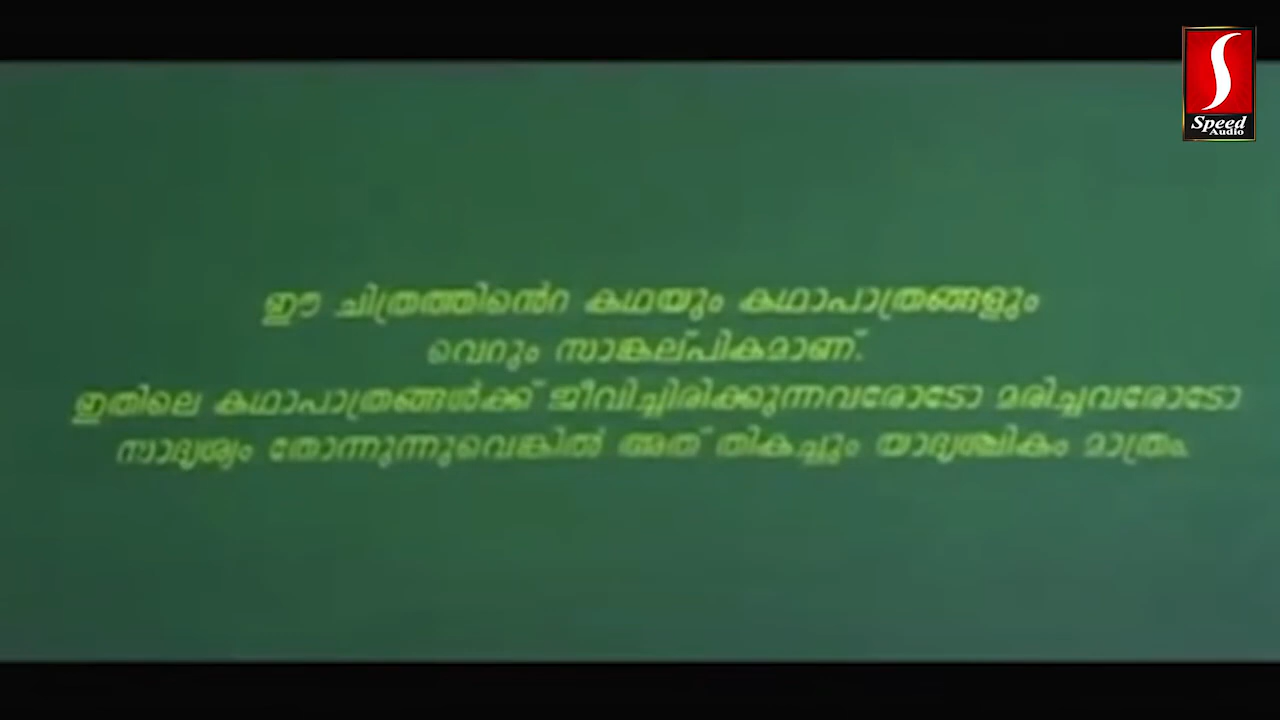 Speed
Audio
ഈ ചിത്രത്തിൻെറ കഥയും കഥാപാത്രങ്ങളും
വെറും സാങ്കല്പികമാണ്.
ഇതിലെ കഥാപാത്രങ്ങൾക്ക് ജീവിച്ചിരിക്കുന്നവരോടോ മരിച്ചവരോടോ
സാദൃശ്യം തോന്നുന്നുവെങ്കിൽ അത് തികച്ചും യാദൃശ്ചികം മാത്രം.